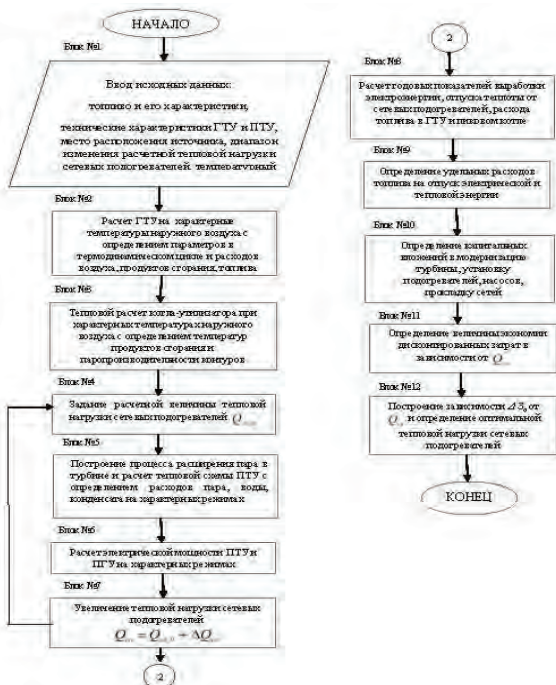 НАЧАЛО
Блок №1
Ввод исходных данных:
топливо и его характеристики,
технические характеристики ГТУ и ПТУ,
место расположения источника, диапазон
изменения расчетной тепловой нагрузки
сетевых подогревателей, температурный
Блок №2
Расчет ГТУ на характерные
температуры наружного воздуха с
определением параметров в
термодинамическом цикле и расходов
воздуха, продуктов сгорания, топлива
Блок №3
Тепловой расчет котла-утилизатора при
характерных температурах наружного
воздуха с определением температур
продуктов сгорания и
паропроизводительности контуров
Блок №4
Задание расчетной величины тепловой
нагрузки сетевых подогревателей Q
Блок №5
Построение процесса расширения пара в
турбине и расчет тепловой схемы ПТУ с
определением расходов пара, воды,
конденсата на характерных режимах
Блок №6
Расчет электрической мощности ПТУ и
ПГУ на характерных режимах
Блок №7
Увеличение тепловой нагрузки сетевых
подогревателей
Q = Q + ΔQ
2
2
Блок №8
Расчет годовых показателей выработки
электроэнергии, отпуска теплоты от
сетевых подогревателей, расхода
топлива в ГТУ и пиковом котле
Блок №9
Определение удельных расходов
топлива на отпуск электрической и
тепловой энергии
Блок №10
Определение капитальных
вложений в модернизацию
турбины, установку
подогревателей, насосов,
прокладку сетей
Блок №11
Определение величины экономии
дисконтированных затрат в
зависимости от Q
Блок №12
Построение зависимости ΔЗ от
Q и определение оптимальной
тепловой нагрузки сетевых
подогревателей
КОНЕЦ